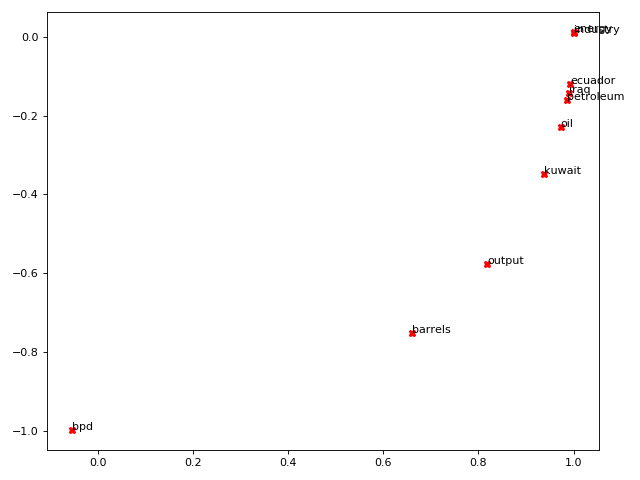 0.0
−0.2
−0.4
−0.6
−0.8
−1.0
energy
industry
ecuador
iraq
petroleum
oil
kuwait
output
barrels
bpd
0.0 0.2 0.4 0.6 0.8 1.0